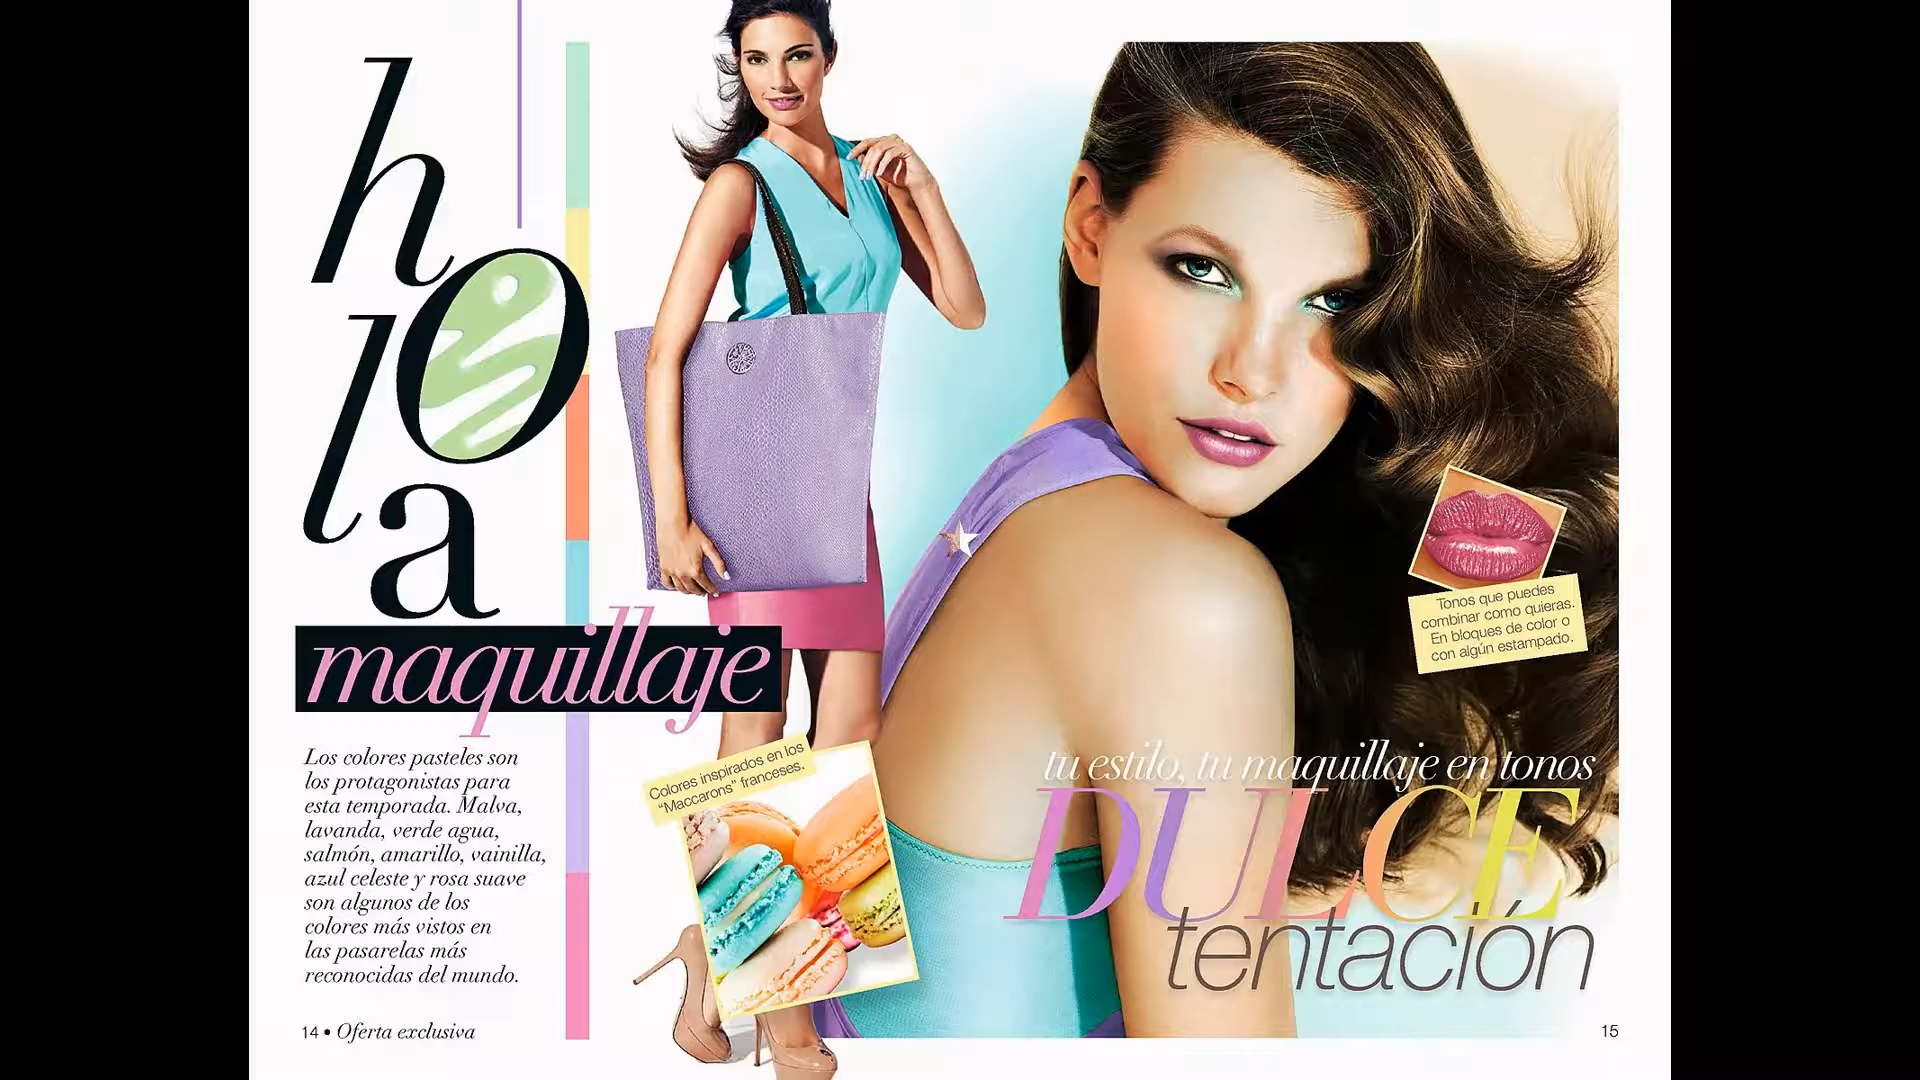 hola
maquillaje
Los colores pasteles son
los protagonistas para
esta temporada. Malva,
lavanda, verde agua,
salmón, amarillo, vainilla,
azul celeste y rosa suave
son algunos de los
colores más vistos en
las pasarelas más
reconocidas del mundo.
14 • Oferta exclusiva
Colores inspirados en los
“Maccarons” franceses.
Tonos que puedes
combinar como quieras.
En bloques de color o
con algún estampado.
tu estilo, tu maquillaje en tonos
DULCE
tentación
15